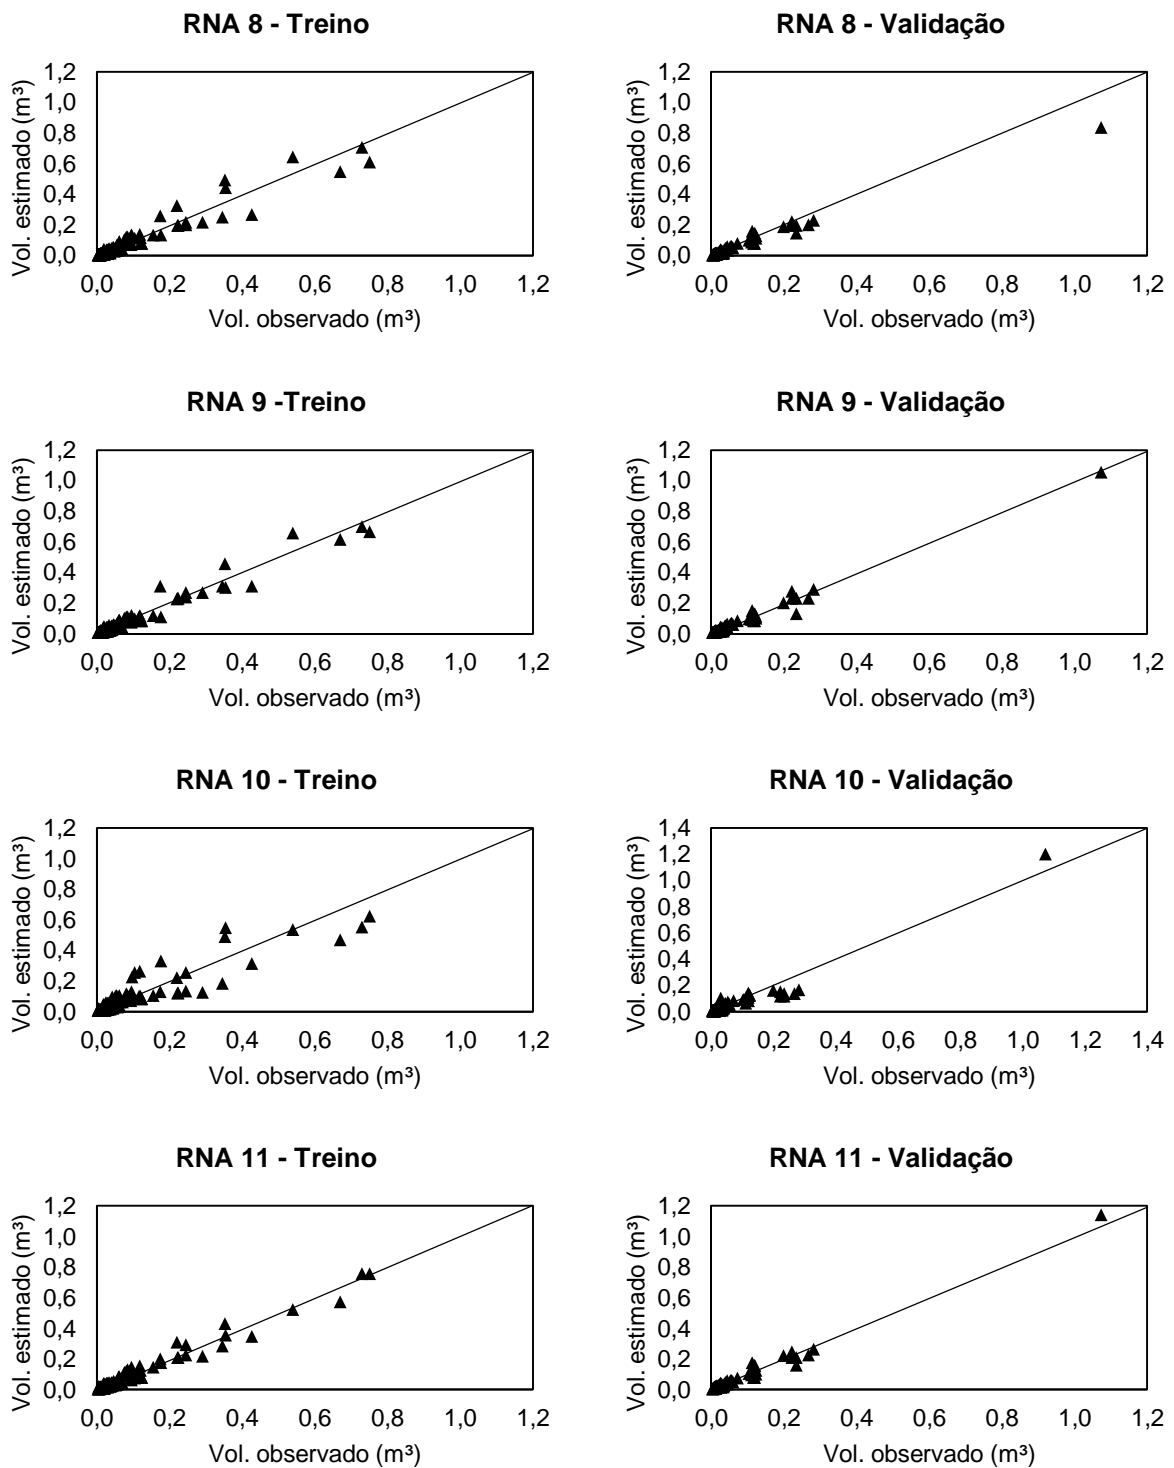 RNA 8 - Treino
Vol. estimado (m³)
1,2
1,0
0,8
0,6
0,4
0,2
0,0
0,0 0,2 0,4 0,6 0,8 1,0 1,2
Vol. observado (m³)
RNA 8 - Validação
Vol. estimado (m³)
1,2
1,0
0,8
0,6
0,4
0,2
0,0
0,0 0,2 0,4 0,6 0,8 1,0 1,2
Vol. observado (m³)
RNA 9 -Treino
Vol. estimado (m³)
1,2
1,0
0,8
0,6
0,4
0,2
0,0
0,0 0,2 0,4 0,6 0,8 1,0 1,2
Vol. observado (m³)
RNA 9 - Validação
Vol. estimado (m³)
1,2
1,0
0,8
0,6
0,4
0,2
0,0
0,0 0,2 0,4 0,6 0,8 1,0 1,2
Vol. observado (m³)
RNA 10 - Treino
Vol. estimado (m³)
1,2
1,0
0,8
0,6
0,4
0,2
0,0
0,0 0,2 0,4 0,6 0,8 1,0 1,2
Vol. observado (m³)
RNA 10 - Validação
Vol. estimado (m³)
1,4
1,2
1,0
0,8
0,6
0,4
0,2
0,0
0,0 0,2 0,4 0,6 0,8 1,0 1,2 1,4
Vol. observado (m³)
RNA 11 - Treino
Vol. estimado (m³)
1,2
1,0
0,8
0,6
0,4
0,2
0,0
0,0 0,2 0,4 0,6 0,8 1,0 1,2
Vol. observado (m³)
RNA 11 - Validação
Vol. estimado (m³)
1,2
1,0
0,8
0,6
0,4
0,2
0,0
0,0 0,2 0,4 0,6 0,8 1,0 1,2
Vol. observado (m³)